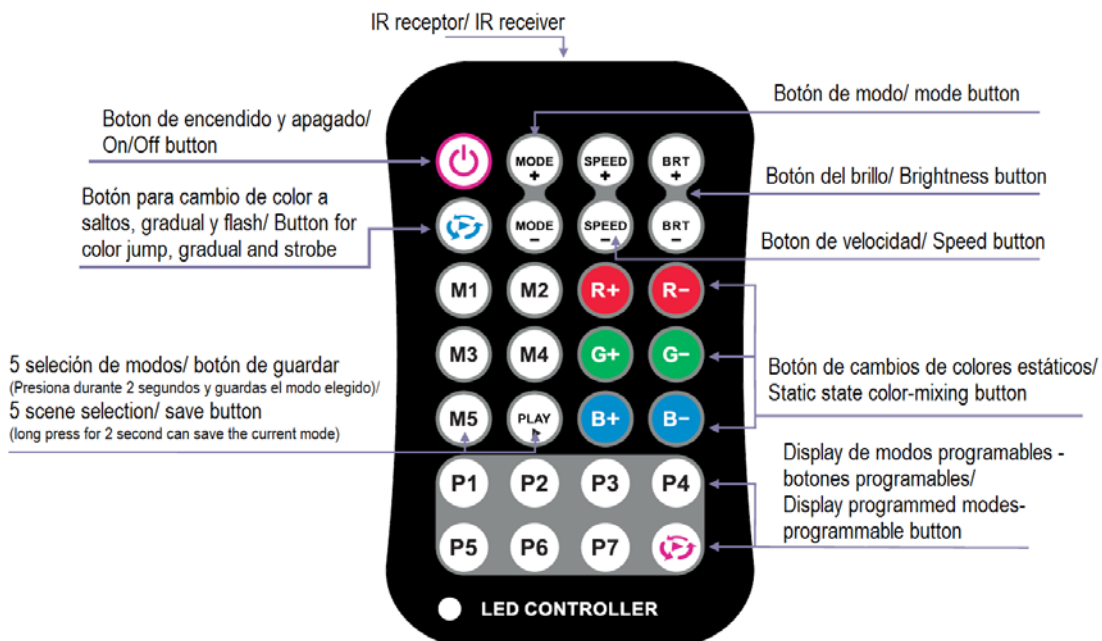 IR receptor/ IR receiver
Boton de encendido y apagado/
On/Off button
Botón para cambio de color a
saltos, gradual y flash/ Button for
color jump, gradual and strobe
5 seleción de modos/ botón de guardar
(Presiona durante 2 segundos y guardas el modo elegido)/
5 scene selection/ save button
(long press for 2 second can save the current mode)
MODE
+
SPEED
+
BRT
+
MODE
−
SPEED
−
BRT
−
M1 M2 R+ R−
M3 M4 G+ G−
M5 PLAY B+ B−
P1 P2 P3 P4
P5 P6 P7
LED CONTROLLER
Botón de modo/ mode button
Botón del brillo/ Brightness button
Boton de velocidad/ Speed button
Botón de cambios de colores estáticos/
Static state color-mixing button
Display de modos programables -
botones programables/
Display programmed modes-
programmable button